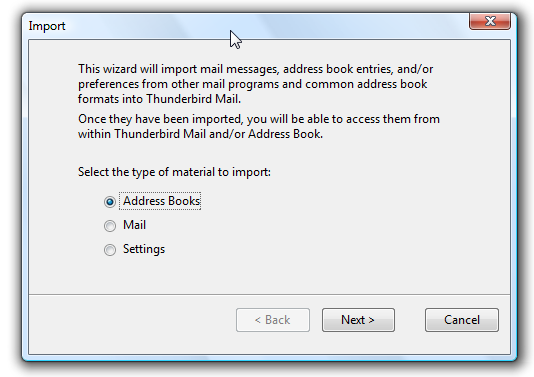 Import
This wizard will import mail messages, address book entries, and/or
preferences from other mail programs and common address book
formats into Thunderbird Mail.
Once they have been imported, you will be able to access them from
within Thunderbird Mail and/or Address Book.
Select the type of material to import:
Address Books
Mail
Settings
< Back
Next >
Cancel